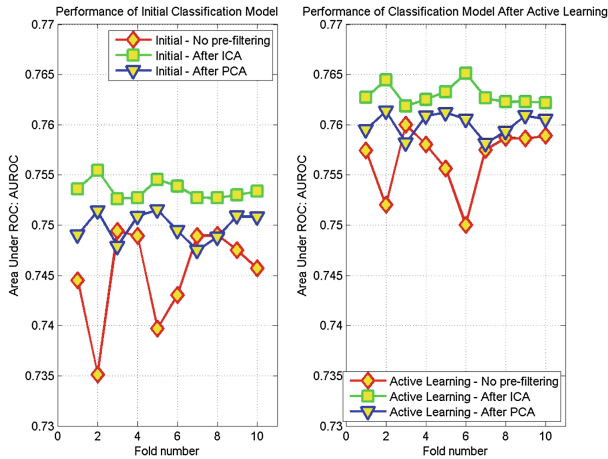 Performance of Initial Classification Model
Initial - No pre-filtering
Initial - After ICA
Initial - After PCA
Area Under ROC: AUROC
0.77
0.765
0.76
0.755
0.75
0.745
0.74
0.735
0.73
0 2 4 6 8 10
Fold number
Performance of Classification Model After Active Learning
Area Under ROC: AUROC
0.77
0.765
0.76
0.755
0.75
0.745
0.74
0.735
0.73
Active Learning - No pre-filtering
Active Learning - After ICA
Active Learning - After PCA
0 2 4 6 8 10
Fold number